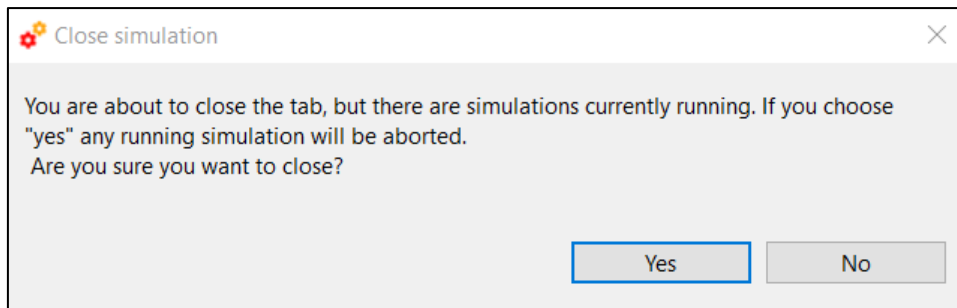 Close simulation
You are about to close the tab, but there are simulations currently running. If you choose
"yes" any running simulation will be aborted.
Are you sure you want to close?
Yes
No